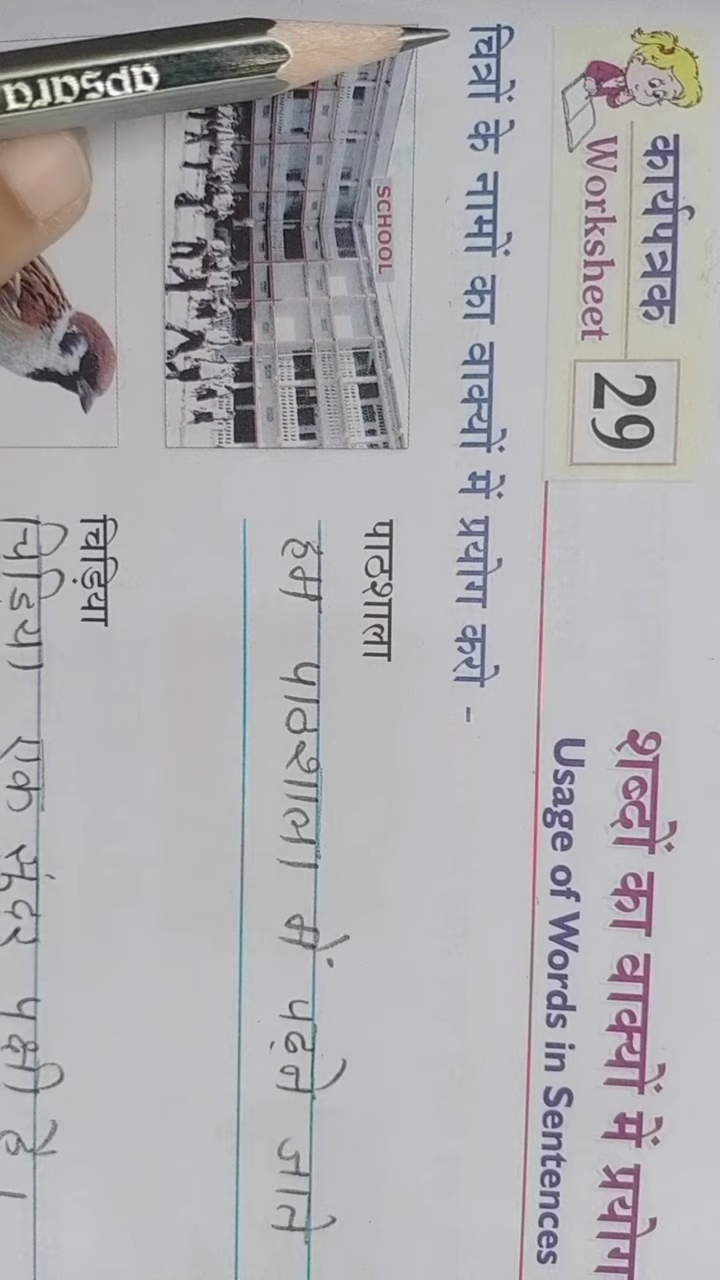 कार्यपत्रक
Worksheet
29
शब्दों का वाक्यों में प्रयोग
Usage of Words in Sentences
चित्रों के नामों का वाक्यों में प्रयोग करो -
SCHOOL
पाठशाला
हम पाठशाला में पढ़ने जाते
चिड़िया
चिड़िया एक सुंदर पक्षी है।
apsara